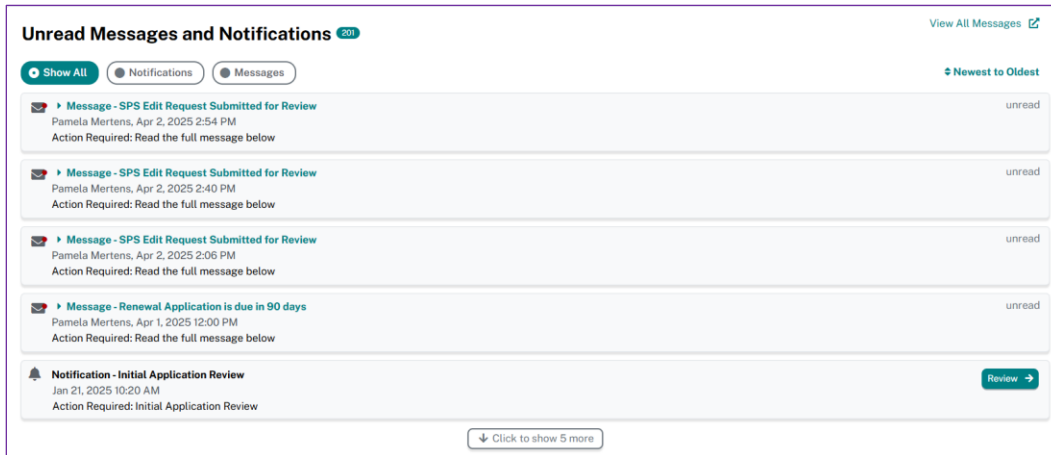 View All Messages
Unread Messages and Notifications 201
Show All Notifications Messages
Newest to Oldest
Message - SPS Edit Request Submitted for Review unread
Pamela Mertens, Apr 2, 2025 2:54 PM
Action Required: Read the full message below
Message - SPS Edit Request Submitted for Review unread
Pamela Mertens, Apr 2, 2025 2:40 PM
Action Required: Read the full message below
Message - SPS Edit Request Submitted for Review unread
Pamela Mertens, Apr 2, 2025 2:06 PM
Action Required: Read the full message below
Message - Renewal Application is due in 90 days unread
Pamela Mertens, Apr 1, 2025 12:00 PM
Action Required: Read the full message below
Notification - Initial Application Review
Jan 21, 2025 10:20 AM
Review
Action Required: Initial Application Review
Click to show 5 more